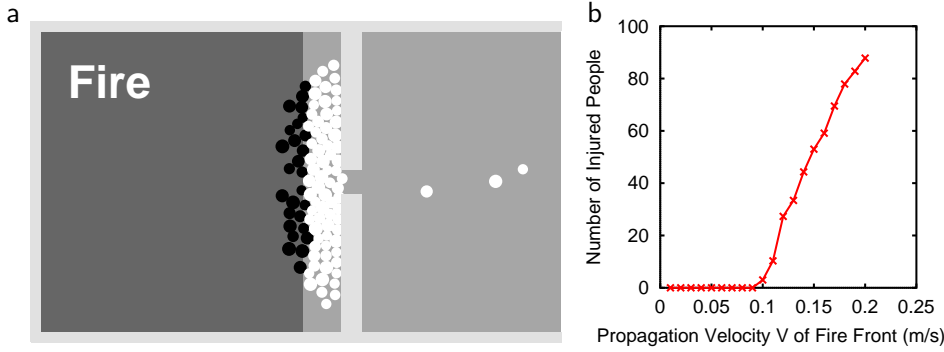 a
Fire
b
Number of Injured People
100
80
60
40
20
0
0 0.05 0.1 0.15 0.2 0.25
Propagation Velocity V of Fire Front (m/s)